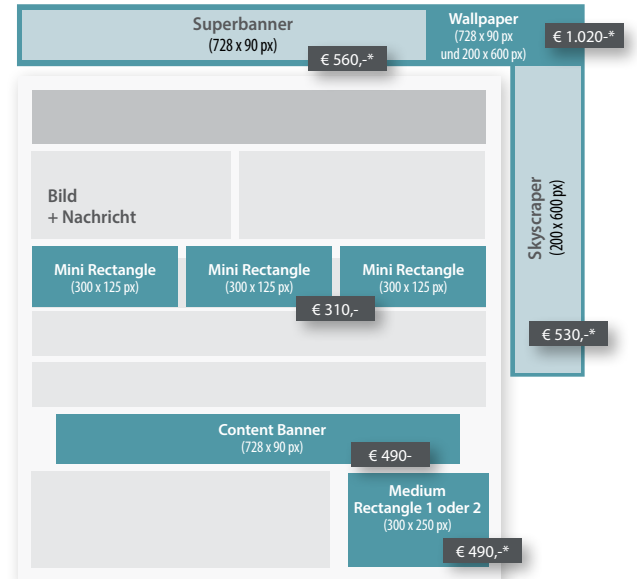 Superbanner
(728 x 90 px)
€ 560,-*
Wallpaper
(728 x 90 px
und 200 x 600 px)
€ 1.020-*
Skyscraper
(200 x 600 px)
€ 530,-*
Bild
+ Nachricht
Mini Rectangle
(300 x 125 px)
Mini Rectangle
(300 x 125 px)
Mini Rectangle
(300 x 125 px)
€ 310,-
Content Banner
(728 x 90 px)
€ 490-
Medium
Rectangle 1 oder 2
(300 x 250 px)
€ 490,-*